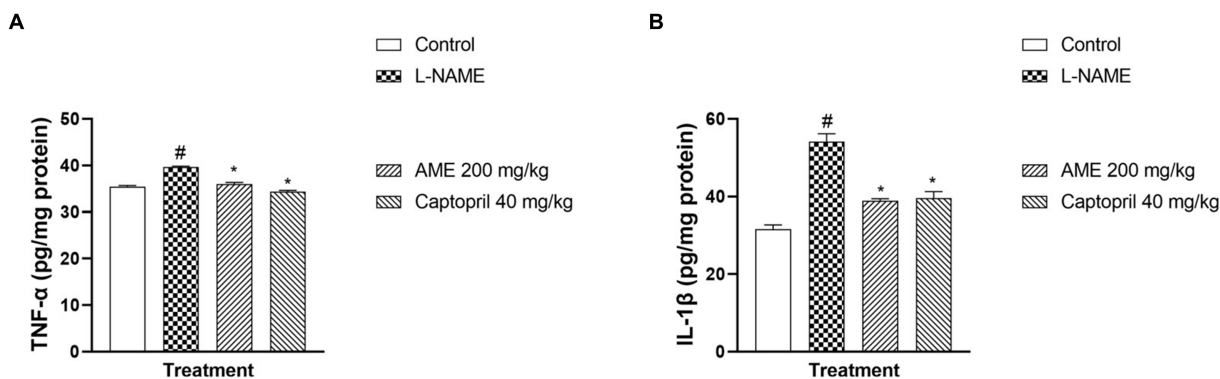 A
Control
L-NAME
AME 200 mg/kg
Captopril 40 mg/kg
TNF-α (pg/mg protein)
50
40
30
20
10
0
#
*
*
Treatment
B
Control
L-NAME
AME 200 mg/kg
Captopril 40 mg/kg
IL-1β (pg/mg protein)
60
40
20
0
#
*
*
Treatment